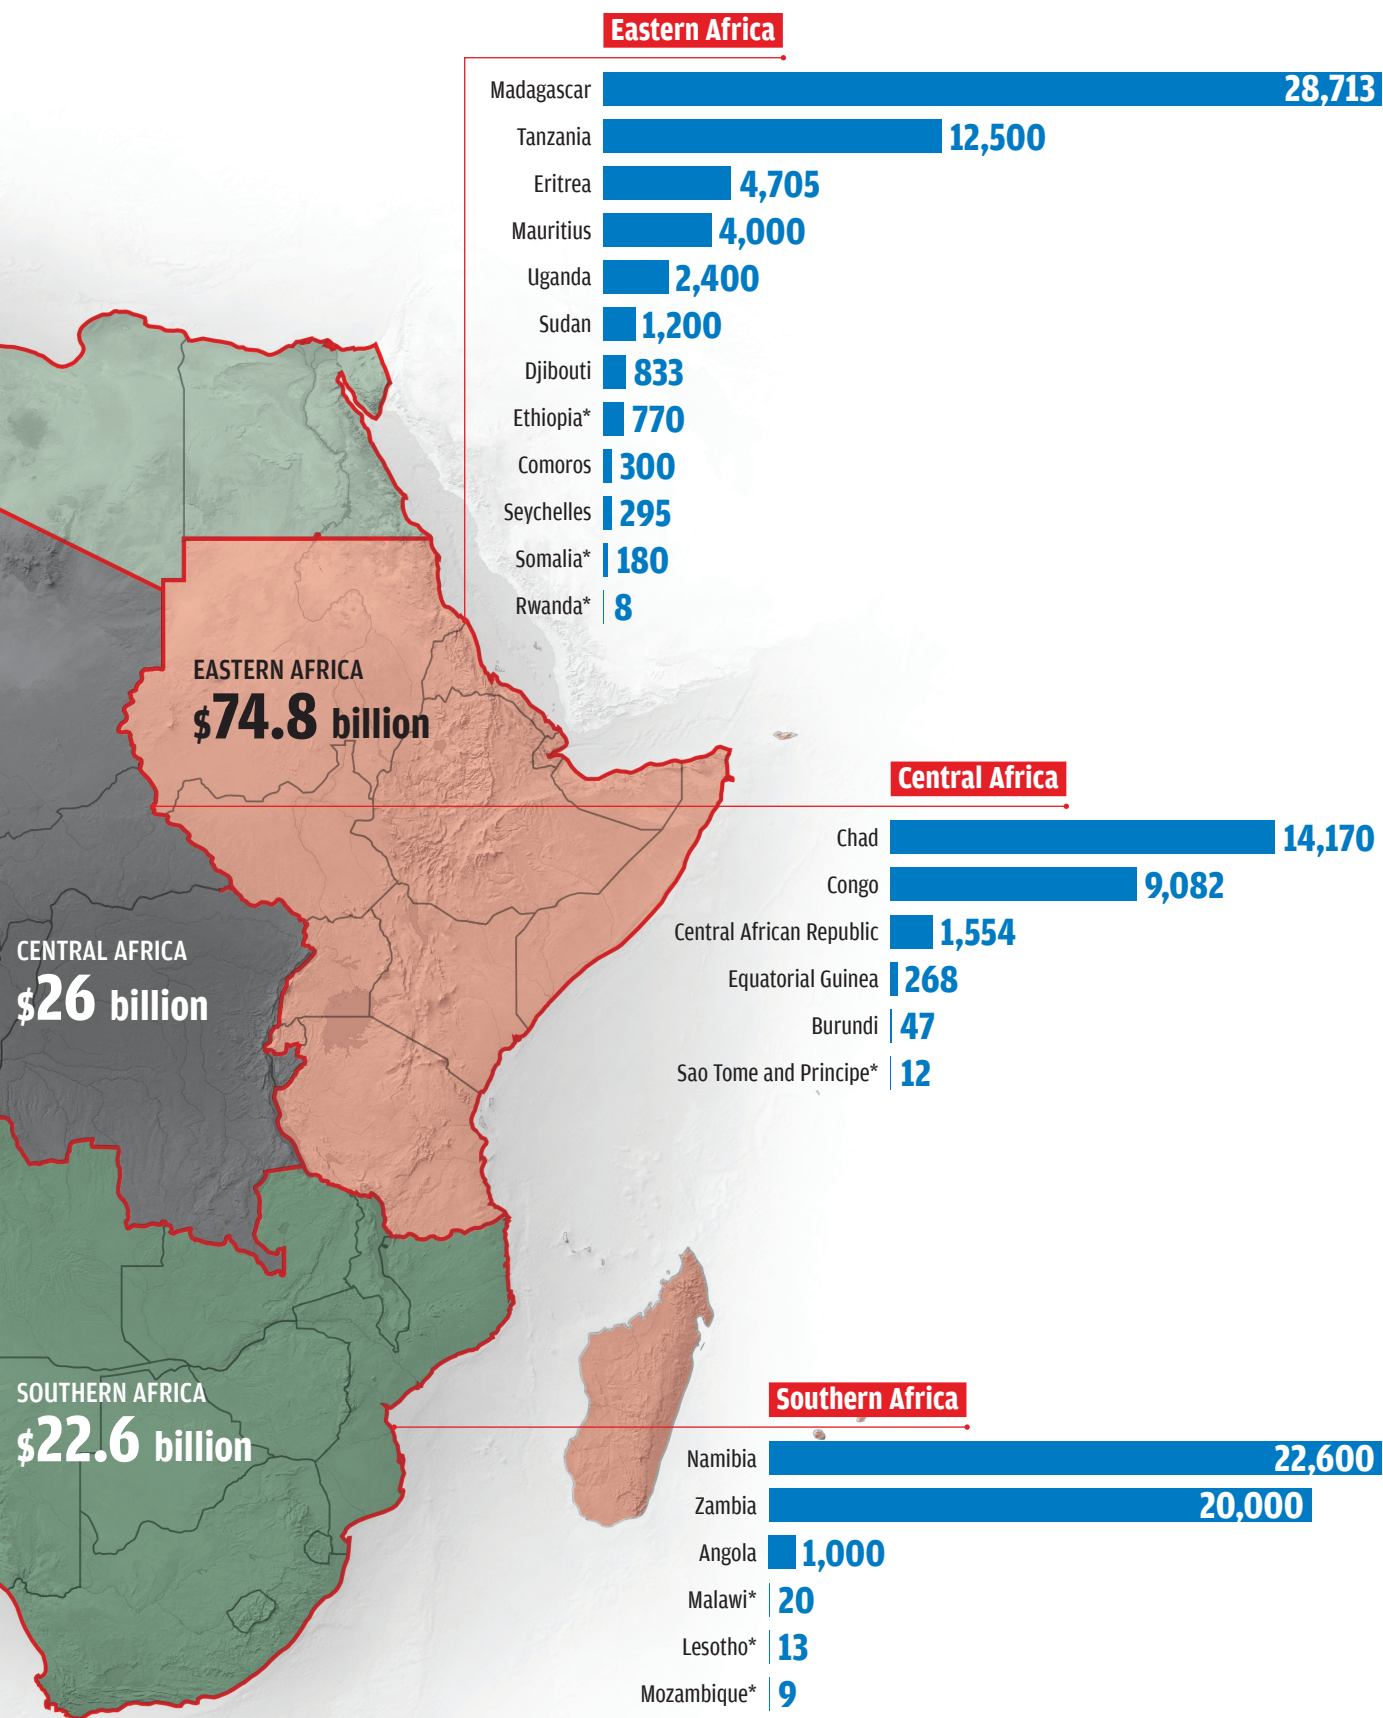 Eastern Africa
Madagascar 28,713
Tanzania 12,500
Eritrea 4,705
Mauritius 4,000
Uganda 2,400
Sudan 1,200
Djibouti 833
Ethiopia* 770
Comoros 300
Seychelles 295
Somalia* 180
Rwanda* 8
EASTERN AFRICA
$74.8 billion
Central Africa
Chad 14,170
Congo 9,082
Central African Republic 1,554
Equatorial Guinea 268
Burundi 47
Sao Tome and Principe* 12
CENTRAL AFRICA
$26 billion
Southern Africa
Namibia 22,600
Zambia 20,000
Angola 1,000
Malawi* 20
Lesotho* 13
Mozambique* 9
SOUTHERN AFRICA
$22.6 billion